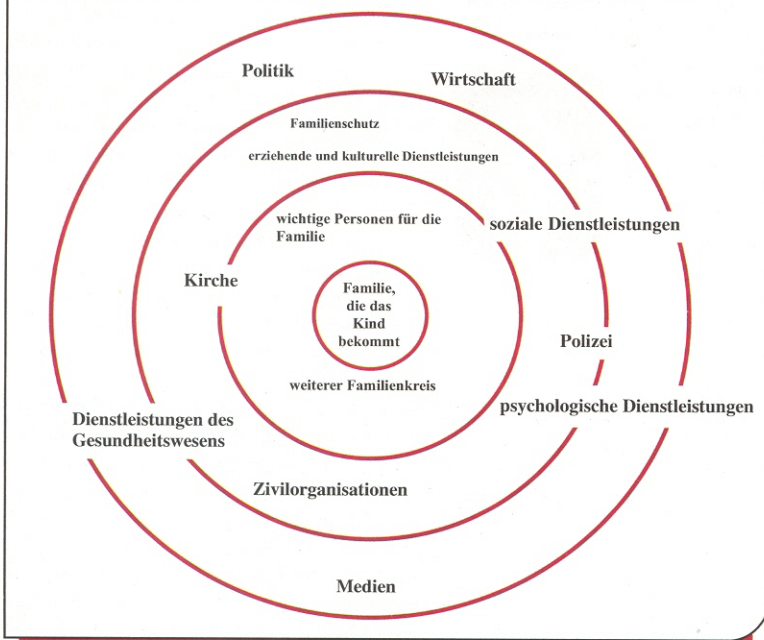 Politik
Wirtschaft
Familienschutz
erziehende und kulturelle Dienstleistungen
wichtige Personen für die
Familie
soziale Dienstleistungen
Kirche
Familie,
die das
Kind
bekommt
Polizei
weiterer Familienkreis
psychologische Dienstleistungen
Dienstleistungen des
Gesundheitswesens
Zivilorganisationen
Medien